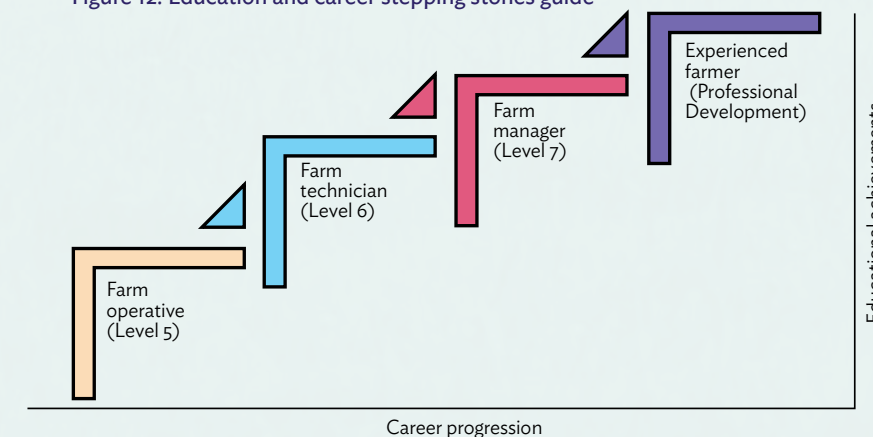 Figure 12. Education and career stepping stones guide
Experienced
farmer
(Professional
Development)
Farm
manager
(Level 7)
Farm
technician
(Level 6)
Farm
operative
(Level 5)
Career progression
Educational achievements